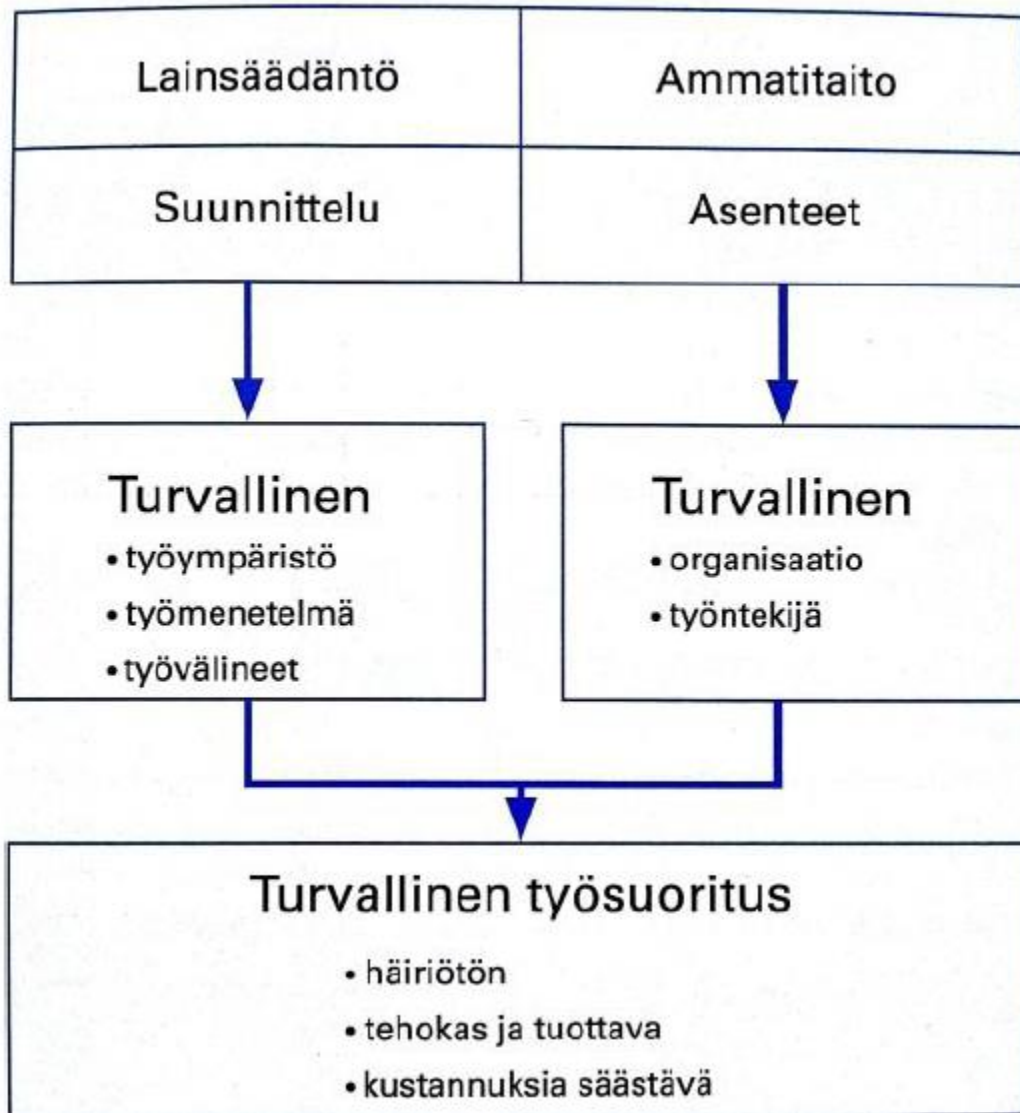 Lainsäädäntö
Ammatitaito
Suunnittelu
Asenteet
Turvallinen
• työympäristö
• työmenetelmä
• työvälineet
Turvallinen
• organisaatio
• työntekijä
Turvallinen työsuoritus
• häiriötön
• tehokas ja tuottava
• kustannuksia säästävä